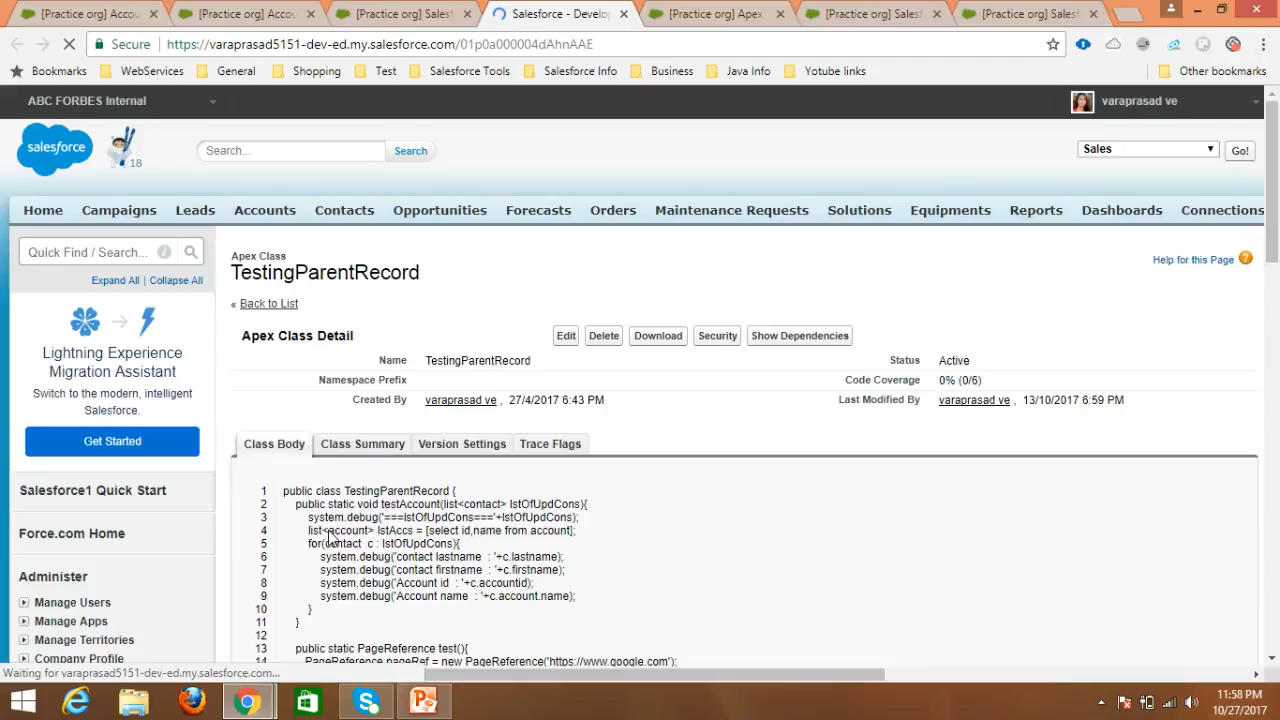 [Practice org] Accou
[Practice org] Accou
[Practice org] Salesf
Salesforce - Develo
[Practice org] Apex
[Practice org] Salesf
[Practice org] Salesf
Secure
https://varaprasad5151-dev-ed.my.salesforce.com/01p0a000004dAhnAAE
Bookmarks
WebServices
General
Shopping
Test
Salesforce Tools
Salesforce Info
Business
Java Info
Yotube links
Other bookmarks
ABC FORBES Internal
varaprasad ve
salesforce
18
Search...
Search
Sales
Go!
Home
Campaigns
Leads
Accounts
Contacts
Opportunities
Forecasts
Orders
Maintenance Requests
Solutions
Equipments
Reports
Dashboards
Connections
Quick Find / Search...
Expand All | Collapse All
Lightning Experience
Migration Assistant
Switch to the modern, intelligent
Salesforce.
Get Started
Salesforce1 Quick Start
Force.com Home
Administer
Manage Users
Manage Apps
Manage Territories
Company Profile
Apex Class
TestingParentRecord
Help for this Page
« Back to List
Apex Class Detail
Edit
Delete
Download
Security
Show Dependencies
Name
TestingParentRecord
Status
Active
Namespace Prefix
Code Coverage
0% (0/6)
Created By
varaprasad ve , 27/4/2017 6:43 PM
Last Modified By
varaprasad ve , 13/10/2017 6:59 PM
Class Body
Class Summary
Version Settings
Trace Flags
1 public class TestingParentRecord {
2 public static void testAccount(list<contact> lstOfUpdCons){
3 system.debug('===lstOfUpdCons==='+lstOfUpdCons);
4 list<account> lstAccs = [select id,name from account];
5 for(contact c : lstOfUpdCons){
6 system.debug('contact lastname : '+c.lastname);
7 system.debug('contact firstname : '+c.firstname);
8 system.debug('Account id : '+c.accountid);
9 system.debug('Account name : '+c.account.name);
10 }
11 }
12
13 public static PageReference test(){
14 PageReference pageRef = new PageReference('https://www.google.com');
Waiting for varaprasad5151-dev-ed.my.salesforce.com...
11:58 PM
10/27/2017